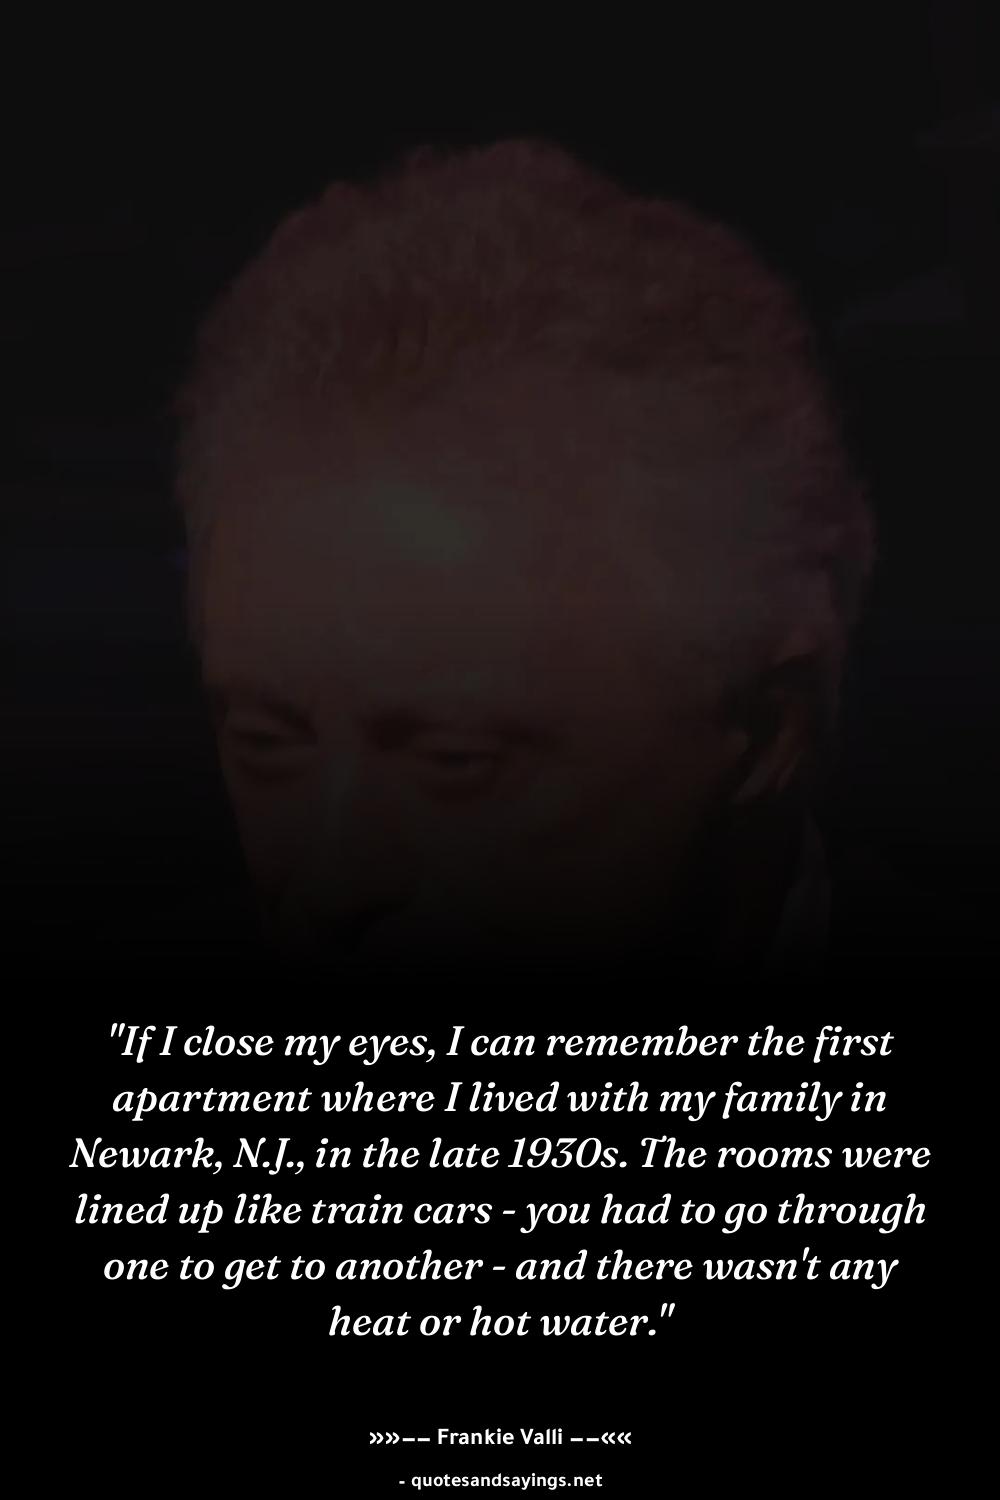 "If I close my eyes, I can remember the first
apartment where I lived with my family in
Newark, N.J., in the late 1930s. The rooms were
lined up like train cars - you had to go through
one to get to another - and there wasn't any
heat or hot water."
»»—— Frankie Valli ——««
- quotesandsayings.net